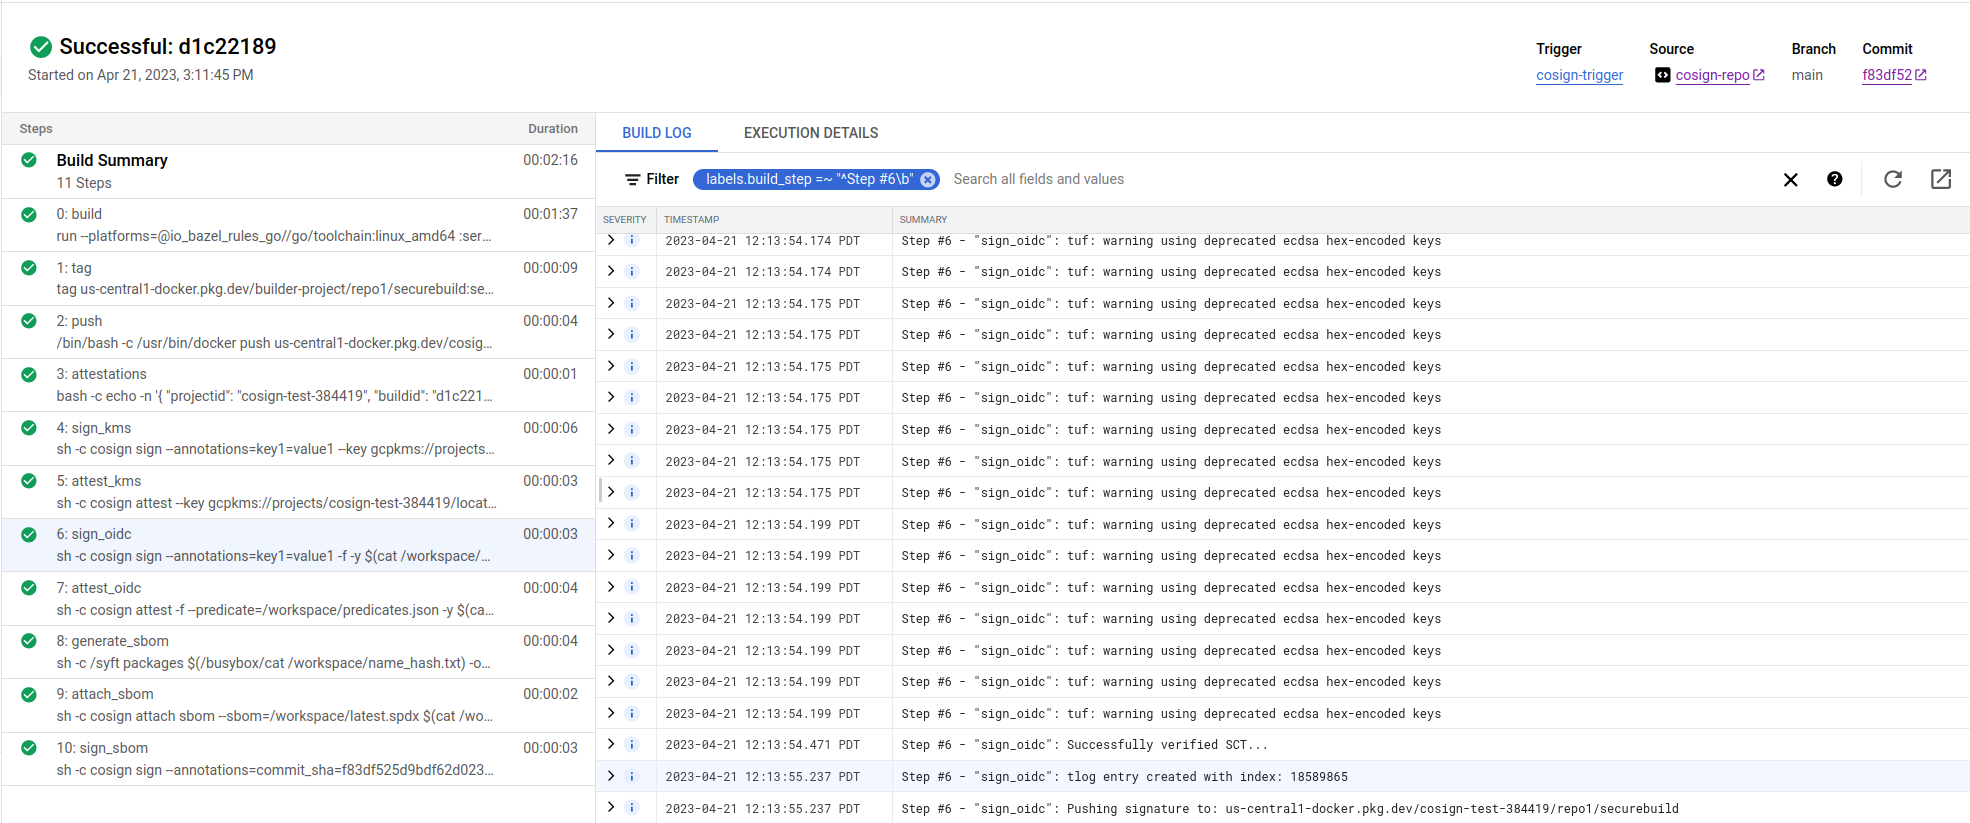 Successful: d1c22189
Started on Apr 21, 2023, 3:11:45 PM
Trigger Source Branch Commit
cosign-trigger cosign-repo main f83df52
Steps Duration
Build Summary 00:02:16
11 Steps
0: build 00:01:37
run --platforms=@io_bazel_rules_go//go/toolchain:linux_amd64 :ser...
1: tag 00:00:09
tag us-central1-docker.pkg.dev/builder-project/repo1/securebuild:se...
2: push 00:00:04
/bin/bash -c /usr/bin/docker push us-central1-docker.pkg.dev/cosig...
3: attestations 00:00:01
bash -c echo -n '{ "projectid": "cosign-test-384419", "buildid": "d1c221...
4: sign_kms 00:00:06
sh -c cosign sign --annotations=key1=value1 --key gcpkms://projects...
5: attest_kms 00:00:03
sh -c cosign attest --key gcpkms://projects/cosign-test-384419/locat...
6: sign_oidc 00:00:03
sh -c cosign sign --annotations=key1=value1 -f -y $(cat /workspace/...
7: attest_oidc 00:00:04
sh -c cosign attest -f --predicate=/workspace/predicates.json -y $(ca...
8: generate_sbom 00:00:04
sh -c /syft packages $(/busybox/cat /workspace/name_hash.txt) -o...
9: attach_sbom 00:00:02
sh -c cosign attach sbom --sbom=/workspace/latest.spdx $(cat /wo...
10: sign_sbom 00:00:03
sh -c cosign sign --annotations=commit_sha=f83df525d9bdf62d023...
BUILD LOG EXECUTION DETAILS
Filter labels.build_step =~ "^Step #6\b" Search all fields and values
SEVERITY TIMESTAMP SUMMARY
2023-04-21 12:13:54.174 PDT Step #6 - "sign_oidc": tuf: warning using deprecated ecdsa hex-encoded keys
2023-04-21 12:13:54.174 PDT Step #6 - "sign_oidc": tuf: warning using deprecated ecdsa hex-encoded keys
2023-04-21 12:13:54.175 PDT Step #6 - "sign_oidc": tuf: warning using deprecated ecdsa hex-encoded keys
2023-04-21 12:13:54.175 PDT Step #6 - "sign_oidc": tuf: warning using deprecated ecdsa hex-encoded keys
2023-04-21 12:13:54.175 PDT Step #6 - "sign_oidc": tuf: warning using deprecated ecdsa hex-encoded keys
2023-04-21 12:13:54.175 PDT Step #6 - "sign_oidc": tuf: warning using deprecated ecdsa hex-encoded keys
2023-04-21 12:13:54.175 PDT Step #6 - "sign_oidc": tuf: warning using deprecated ecdsa hex-encoded keys
2023-04-21 12:13:54.175 PDT Step #6 - "sign_oidc": tuf: warning using deprecated ecdsa hex-encoded keys
2023-04-21 12:13:54.175 PDT Step #6 - "sign_oidc": tuf: warning using deprecated ecdsa hex-encoded keys
2023-04-21 12:13:54.199 PDT Step #6 - "sign_oidc": tuf: warning using deprecated ecdsa hex-encoded keys
2023-04-21 12:13:54.199 PDT Step #6 - "sign_oidc": tuf: warning using deprecated ecdsa hex-encoded keys
2023-04-21 12:13:54.199 PDT Step #6 - "sign_oidc": tuf: warning using deprecated ecdsa hex-encoded keys
2023-04-21 12:13:54.199 PDT Step #6 - "sign_oidc": tuf: warning using deprecated ecdsa hex-encoded keys
2023-04-21 12:13:54.199 PDT Step #6 - "sign_oidc": tuf: warning using deprecated ecdsa hex-encoded keys
2023-04-21 12:13:54.199 PDT Step #6 - "sign_oidc": tuf: warning using deprecated ecdsa hex-encoded keys
2023-04-21 12:13:54.199 PDT Step #6 - "sign_oidc": tuf: warning using deprecated ecdsa hex-encoded keys
2023-04-21 12:13:54.471 PDT Step #6 - "sign_oidc": Successfully verified SCT...
2023-04-21 12:13:55.237 PDT Step #6 - "sign_oidc": tlog entry created with index: 18589865
2023-04-21 12:13:55.237 PDT Step #6 - "sign_oidc": Pushing signature to: us-central1-docker.pkg.dev/cosign-test-384419/repo1/securebuild